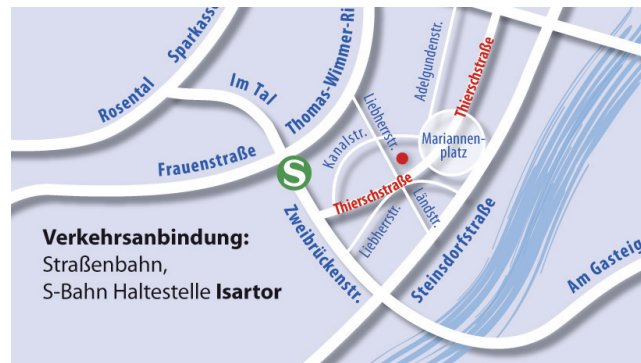 Sparkasse
Rosental
Im Tal
Thomas-Wimmer-Ri
Frauenstraße
S
Liebherrstr.
Kanalstr.
Adelgundenstr.
Thierschstraße
Mariannen-
platz
Thierschstraße
Zweibrückenstr.
Liebherrstr.
Ländstr.
Steinsdorfstraße
Am Gasteig
Verkehrsanbindung:
Straßenbahn,
S-Bahn Haltestelle Isartor